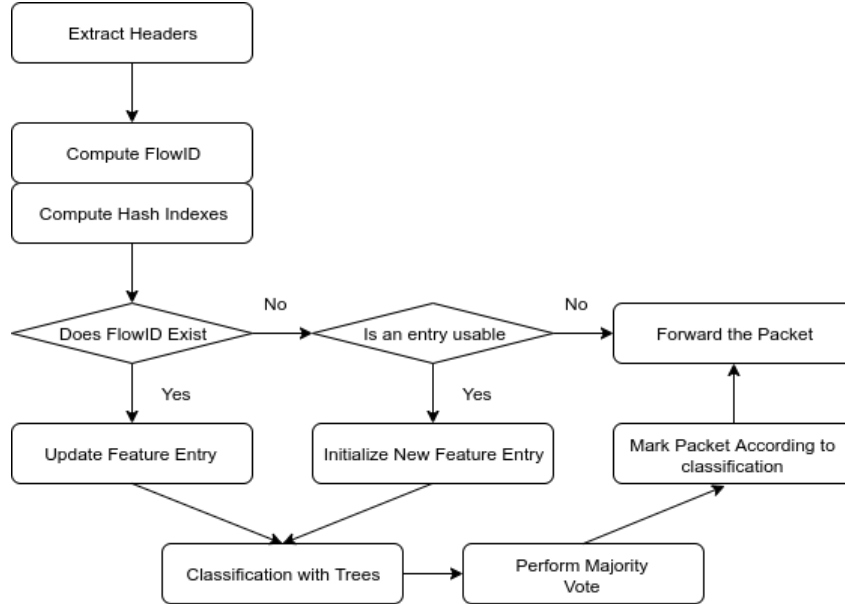 Extract Headers
Compute FlowID
Compute Hash Indexes
No
No
Does FlowID Exist
Is an entry usable
Forward the Packet
Yes
Yes
Update Feature Entry
Initialize New Feature Entry
Mark Packet According to
classification
Classification with Trees
Perform Majority
Vote